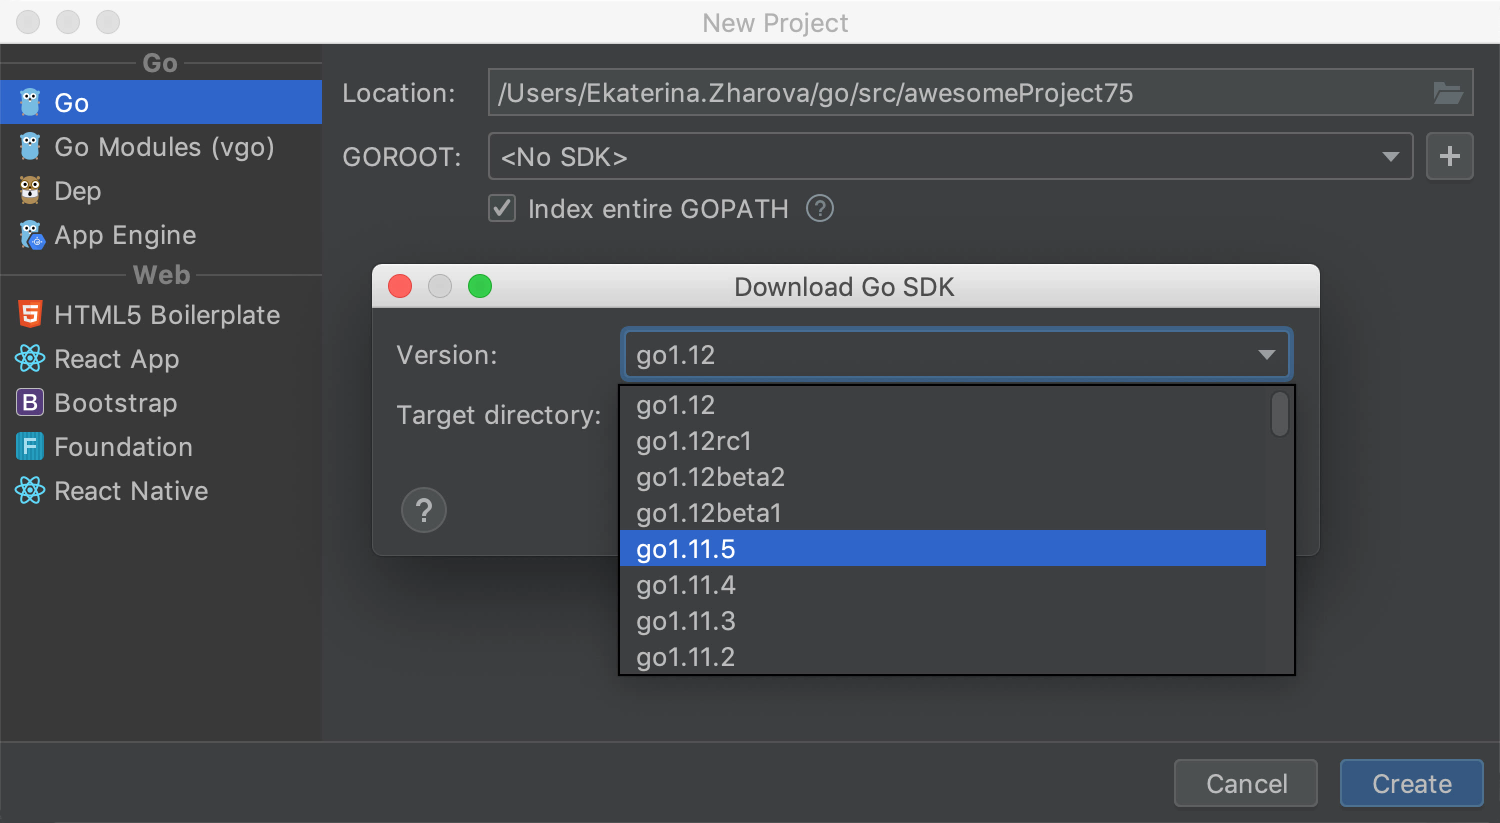 New Project
Go
Go
Go Modules (vgo)
Dep
App Engine
Web
HTML5 Boilerplate
React App
Bootstrap
Foundation
React Native
Location:
/Users/Ekaterina.Zharova/go/src/awesomeProject75
GOROOT:
<No SDK>
Index entire GOPATH
Download Go SDK
Version:
go1.12
Target directory:
go1.12
go1.12rc1
go1.12beta2
go1.12beta1
go1.11.5
go1.11.4
go1.11.3
go1.11.2
Cancel
Create